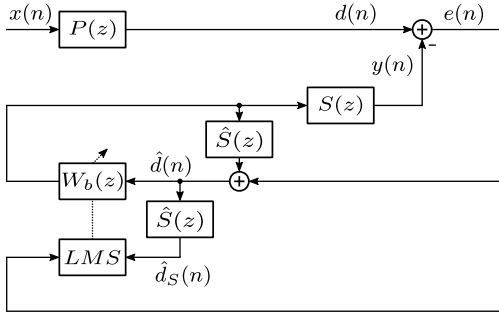 x(n)
P(z)
d(n)
+
e(n)
-
y(n)
S(z)
Ŝ(z)
d̂(n)
W_b(z)
+
Ŝ(z)
LMS
d̂_S(n)